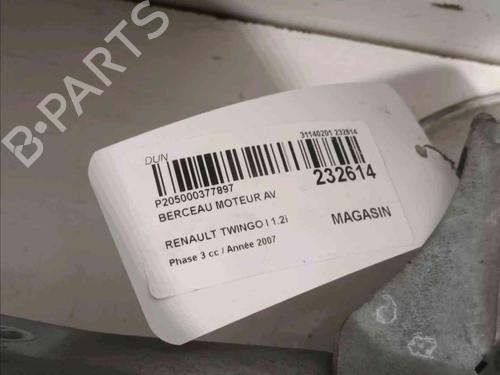 B-PARTS
DUN
31140201 232614
P205000377897
232614
BERCEAU MOTEUR AV
RENAULT TWINGO I 1.2i
MAGASIN
Phase 3 cc / Année 2007